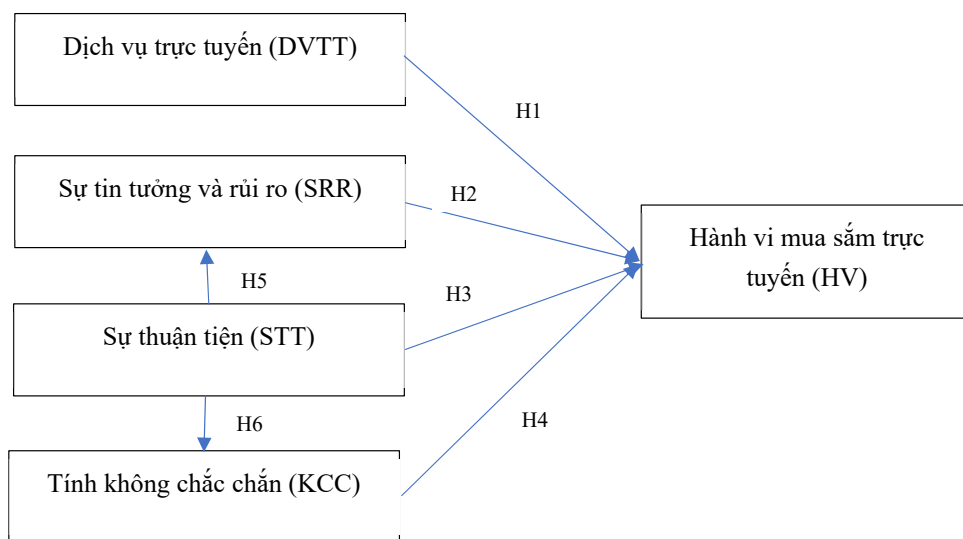 Dịch vụ trực tuyến (DVTT)
H1
Sự tin tưởng và rủi ro (SRR)
H2
Hành vi mua sắm trực
tuyến (HV)
H5
H3
Sự thuận tiện (STT)
H6
H4
Tính không chắc chắn (KCC)